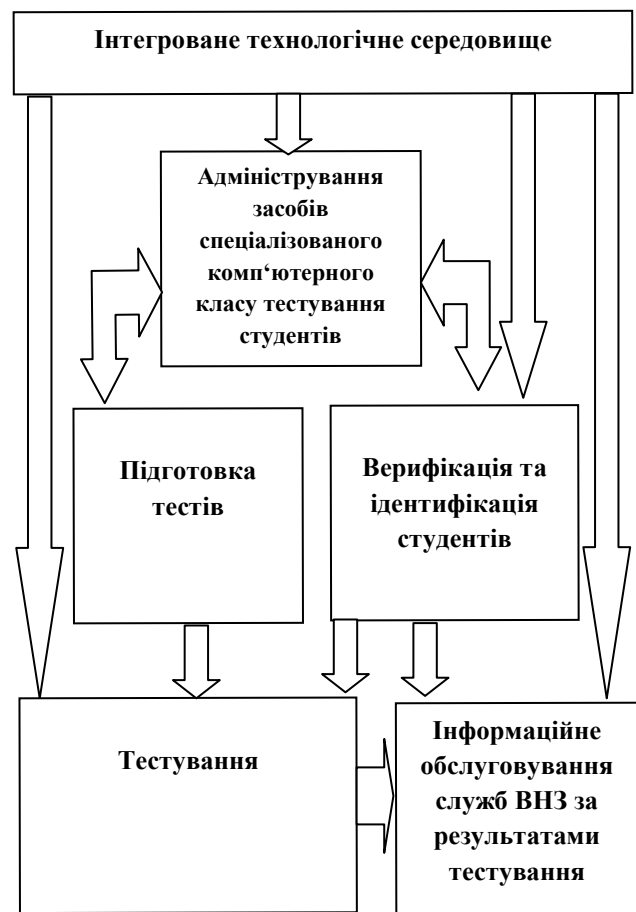 Інтегроване технологічне середовище
Адміністрування
засобів
спеціалізованого
комп‘ютерного
класу тестування
студентів
Підготовка
тестів
Верифікація та
ідентифікація
студентів
Тестування
Інформаційне
обслуговування
служб ВНЗ за
результатами
тестування